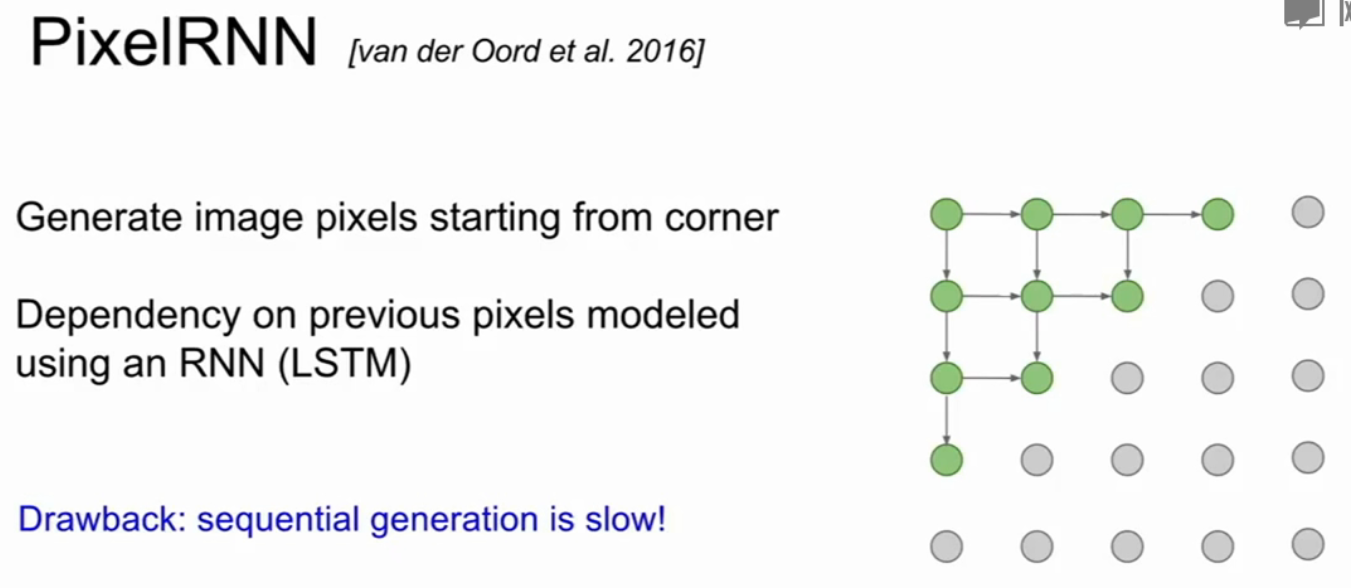 PixelRNN [van der Oord et al. 2016]
Generate image pixels starting from corner
Dependency on previous pixels modeled
using an RNN (LSTM)
Drawback: sequential generation is slow!